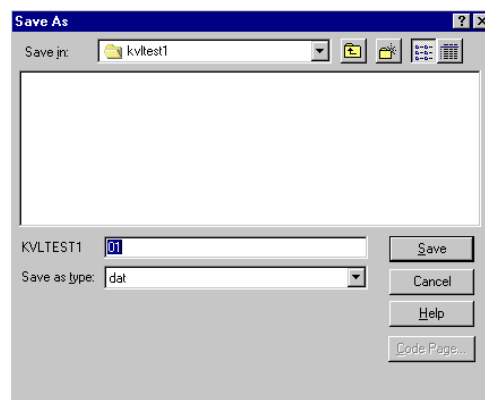 Save As
Save in: kvltest1
KVLTEST1 01 Save
Save as type: dat Cancel
Help
Code Page...